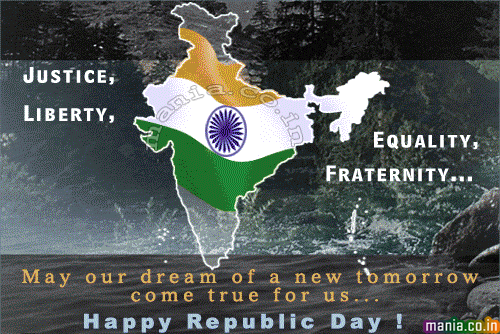 JUSTICE,
LIBERTY,
EQUALITY,
FRATERNITY...
mania.co.in
May our dream of a new tomorrow
come true for us...
Happy Republic Day !
mania.co.in